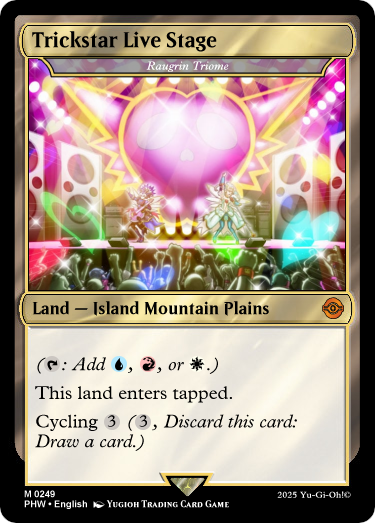 Trickstar Live Stage
Raugrin Triome
Land — Island Mountain Plains
(: Add , , or .)
This land enters tapped.
Cycling 3 (3, Discard this card:
Draw a card.)
M 0249
PHW • English Yugioh Trading Card Game
2025 Yu-Gi-Oh!©